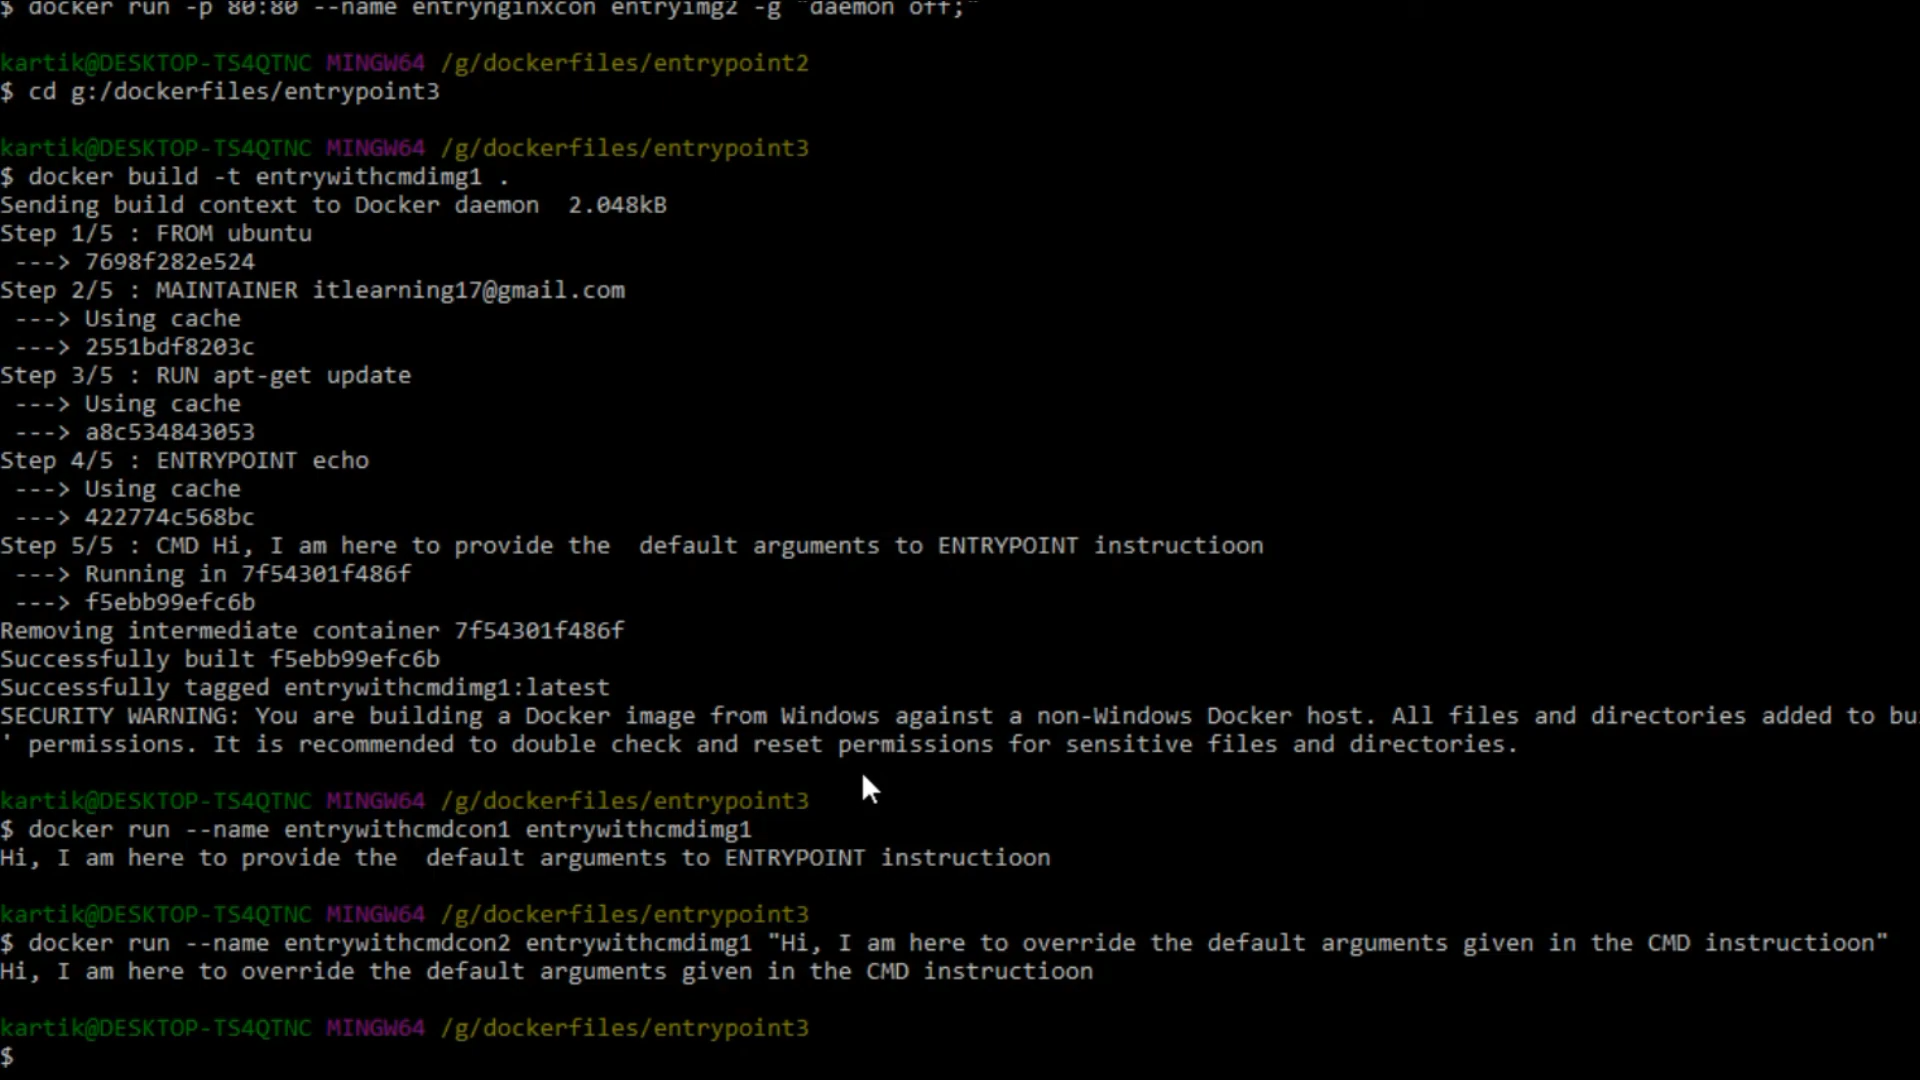 $ docker run -p 80:80 --name entrynginxcon entryimg2 -g "daemon off;"
kartik@DESKTOP-TS4QTNC MINGW64 /g/dockerfiles/entrypoint2
$ cd g:/dockerfiles/entrypoint3
kartik@DESKTOP-TS4QTNC MINGW64 /g/dockerfiles/entrypoint3
$ docker build -t entrywithcmdimg1 .
Sending build context to Docker daemon  2.048kB
Step 1/5 : FROM ubuntu
 ---> 7698f282e524
Step 2/5 : MAINTAINER itlearning17@gmail.com
 ---> Using cache
 ---> 2551bdf8203c
Step 3/5 : RUN apt-get update
 ---> Using cache
 ---> a8c534843053
Step 4/5 : ENTRYPOINT echo
 ---> Using cache
 ---> 422774c568bc
Step 5/5 : CMD Hi, I am here to provide the  default arguments to ENTRYPOINT instructioon
 ---> Running in 7f54301f486f
 ---> f5ebb99efc6b
Removing intermediate container 7f54301f486f
Successfully built f5ebb99efc6b
Successfully tagged entrywithcmdimg1:latest
SECURITY WARNING: You are building a Docker image from Windows against a non-Windows Docker host. All files and directories added to bu
' permissions. It is recommended to double check and reset permissions for sensitive files and directories.
kartik@DESKTOP-TS4QTNC MINGW64 /g/dockerfiles/entrypoint3
$ docker run --name entrywithcmdcon1 entrywithcmdimg1
Hi, I am here to provide the  default arguments to ENTRYPOINT instructioon
kartik@DESKTOP-TS4QTNC MINGW64 /g/dockerfiles/entrypoint3
$ docker run --name entrywithcmdcon2 entrywithcmdimg1 "Hi, I am here to override the default arguments given in the CMD instructioon"
Hi, I am here to override the default arguments given in the CMD instructioon
kartik@DESKTOP-TS4QTNC MINGW64 /g/dockerfiles/entrypoint3
$